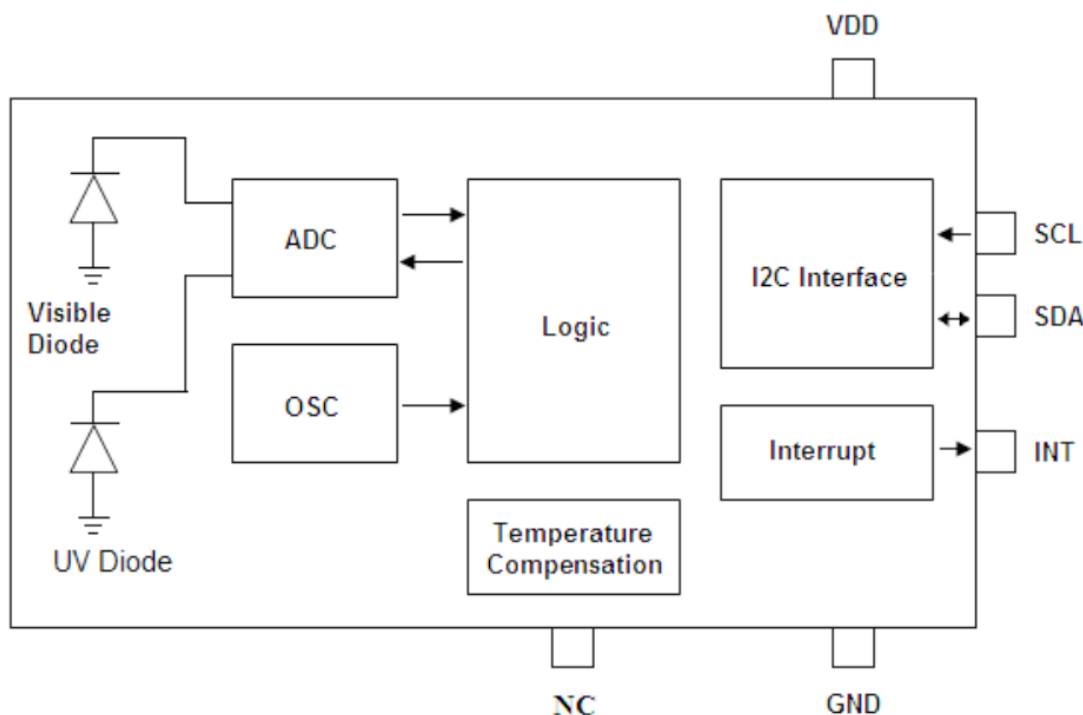 VDD
ADC
Logic
I2C Interface
SCL
SDA
Visible
Diode
OSC
Interrupt
INT
UV Diode
Temperature
Compensation
NC
GND